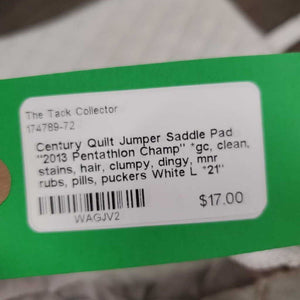 The Tack Collector
174789-72
Century Quilt Jumper Saddle Pad
"2013 Pentathlon Champ" *gc, clean,
stains, hair, clumpy, dingy, mnr
rubs, pills, puckers White L *21"
WAGJV2
$17.00